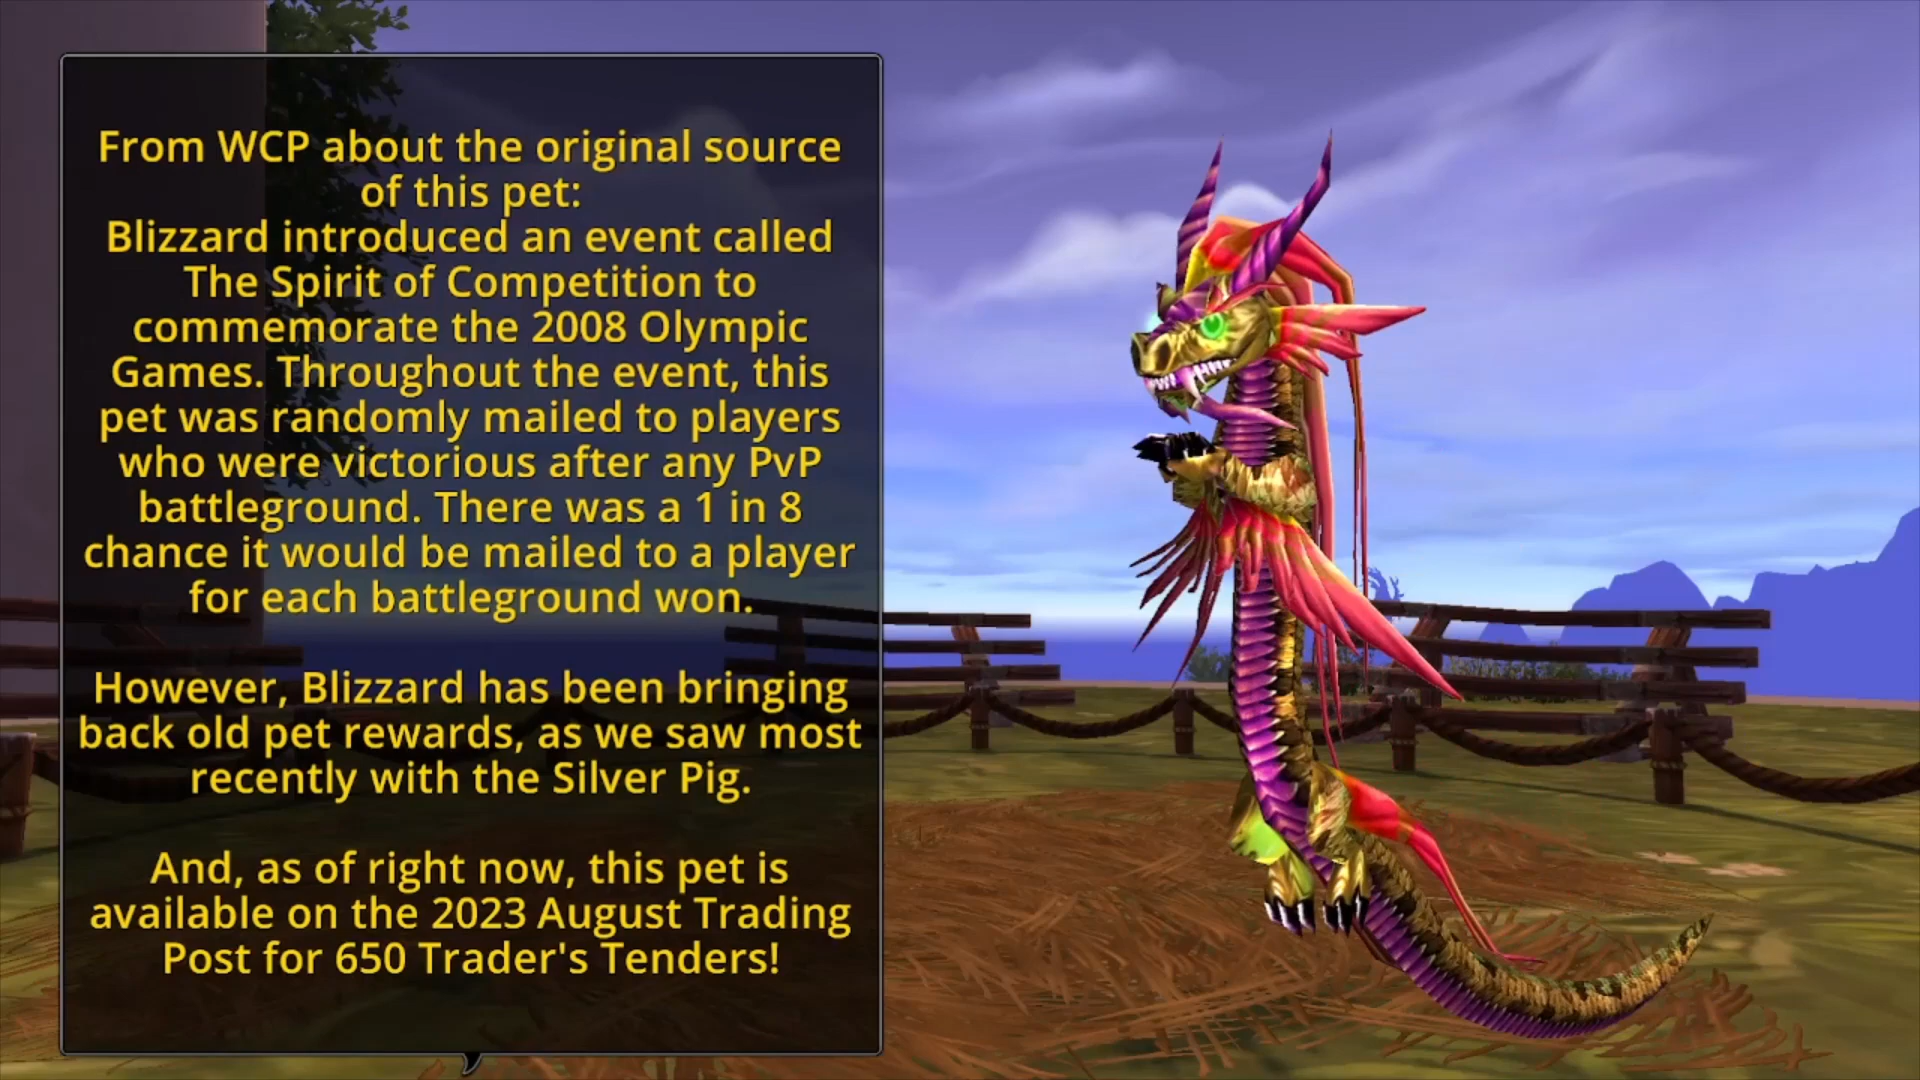 From WCP about the original source
of this pet:
Blizzard introduced an event called
The Spirit of Competition to
commemorate the 2008 Olympic
Games. Throughout the event, this
pet was randomly mailed to players
who were victorious after any PvP
battleground. There was a 1 in 8
chance it would be mailed to a player
for each battleground won.
However, Blizzard has been bringing
back old pet rewards, as we saw most
recently with the Silver Pig.
And, as of right now, this pet is
available on the 2023 August Trading
Post for 650 Trader's Tenders!